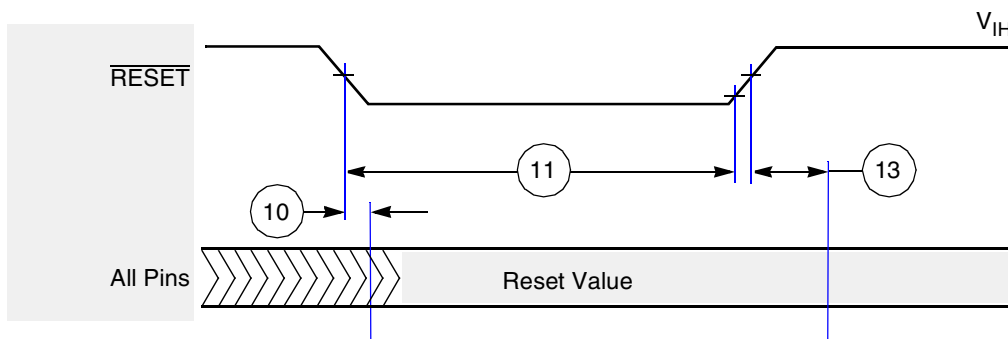 V_IH
RESET
11
13
10
All Pins
Reset Value